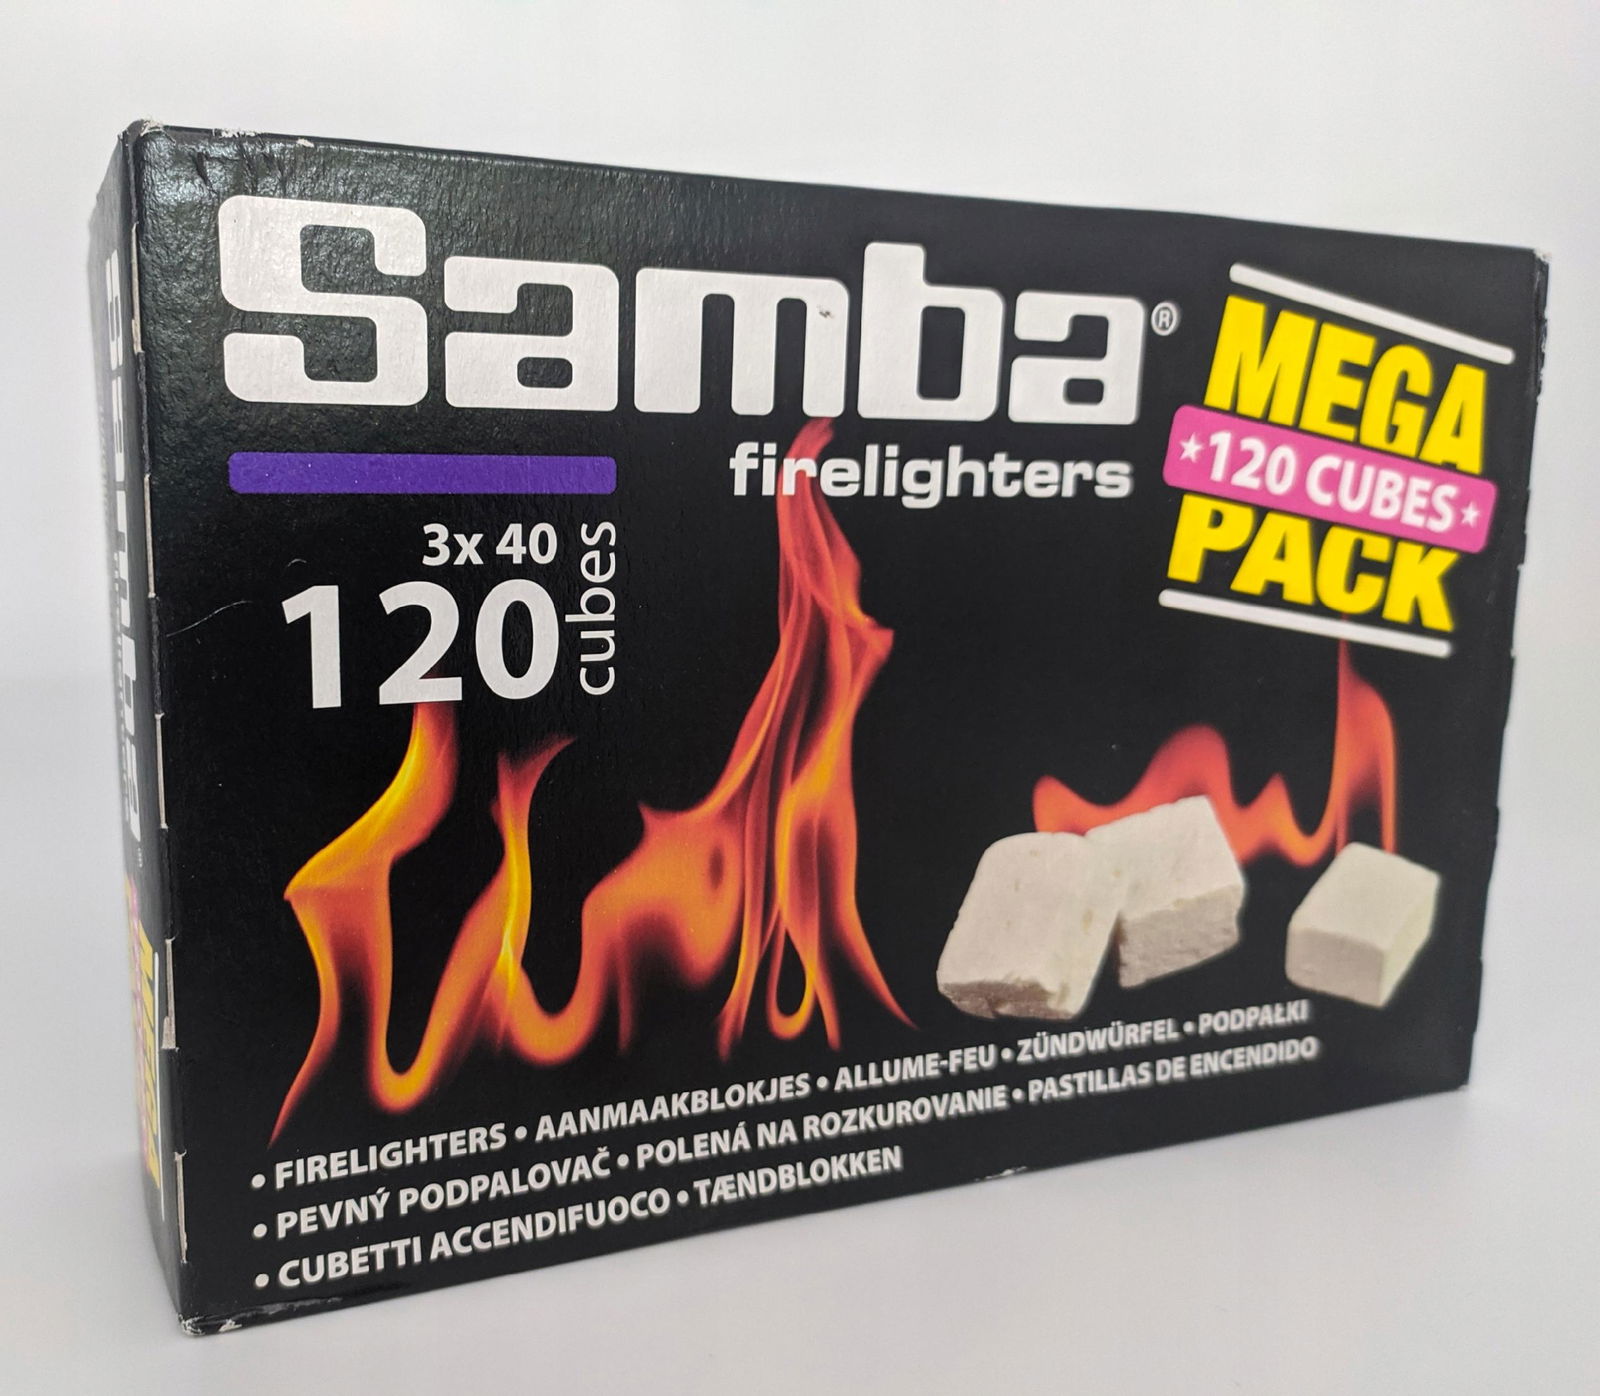 Samba®
firelighters
MEGA
★120 CUBES★
PACK
3x 40
120
cubes
• FIRELIGHTERS • AANMAAKBLOKJES • ALLUME-FEU • ZÜNDWÜRFEL • PODPAŁKI
• PEVNÝ PODPALOVAČ • POLENÁ NA ROZKUROVANIE • PASTILLAS DE ENCENDIDO
• CUBETTI ACCENDIFUOCO • TÆNDBLOKKEN
Samba